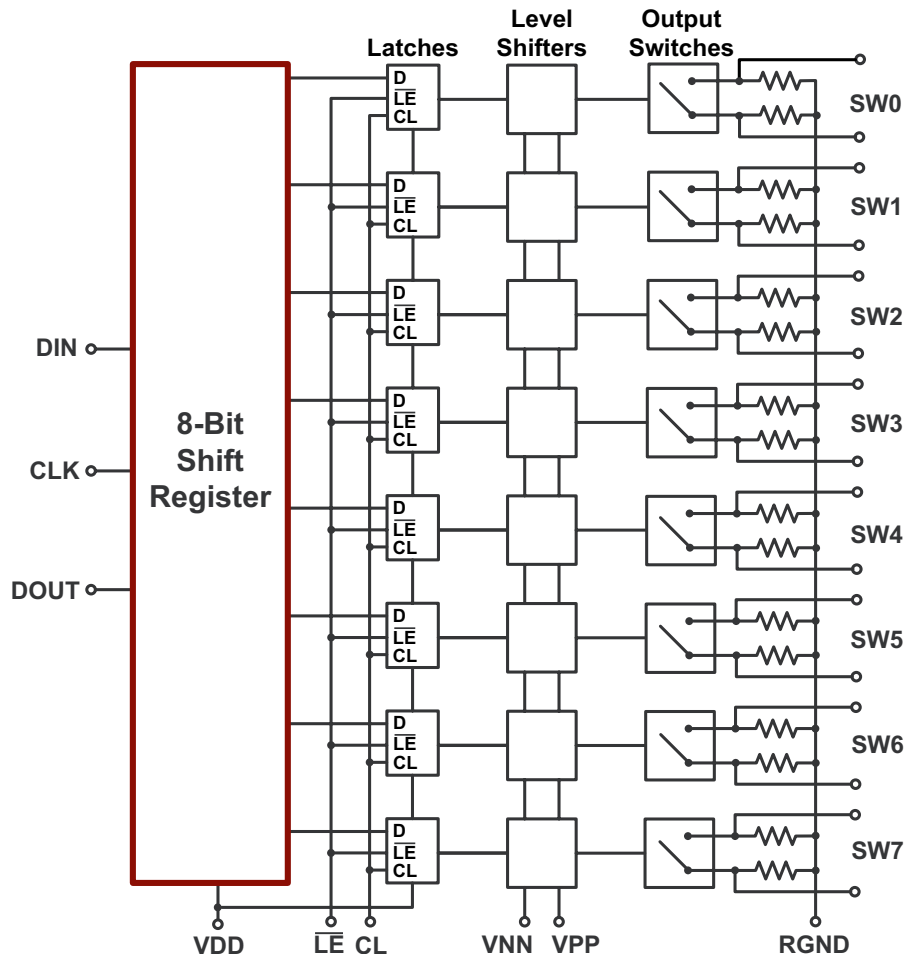 Latches
Level
Shifters
Output
Switches
8-Bit
Shift
Register
DIN
CLK
DOUT
D
LE
CL
SW0
D
LE
CL
SW1
D
LE
CL
SW2
D
LE
CL
SW3
D
LE
CL
SW4
D
LE
CL
SW5
D
LE
CL
SW6
D
LE
CL
SW7
VDD
LE
CL
VNN
VPP
RGND